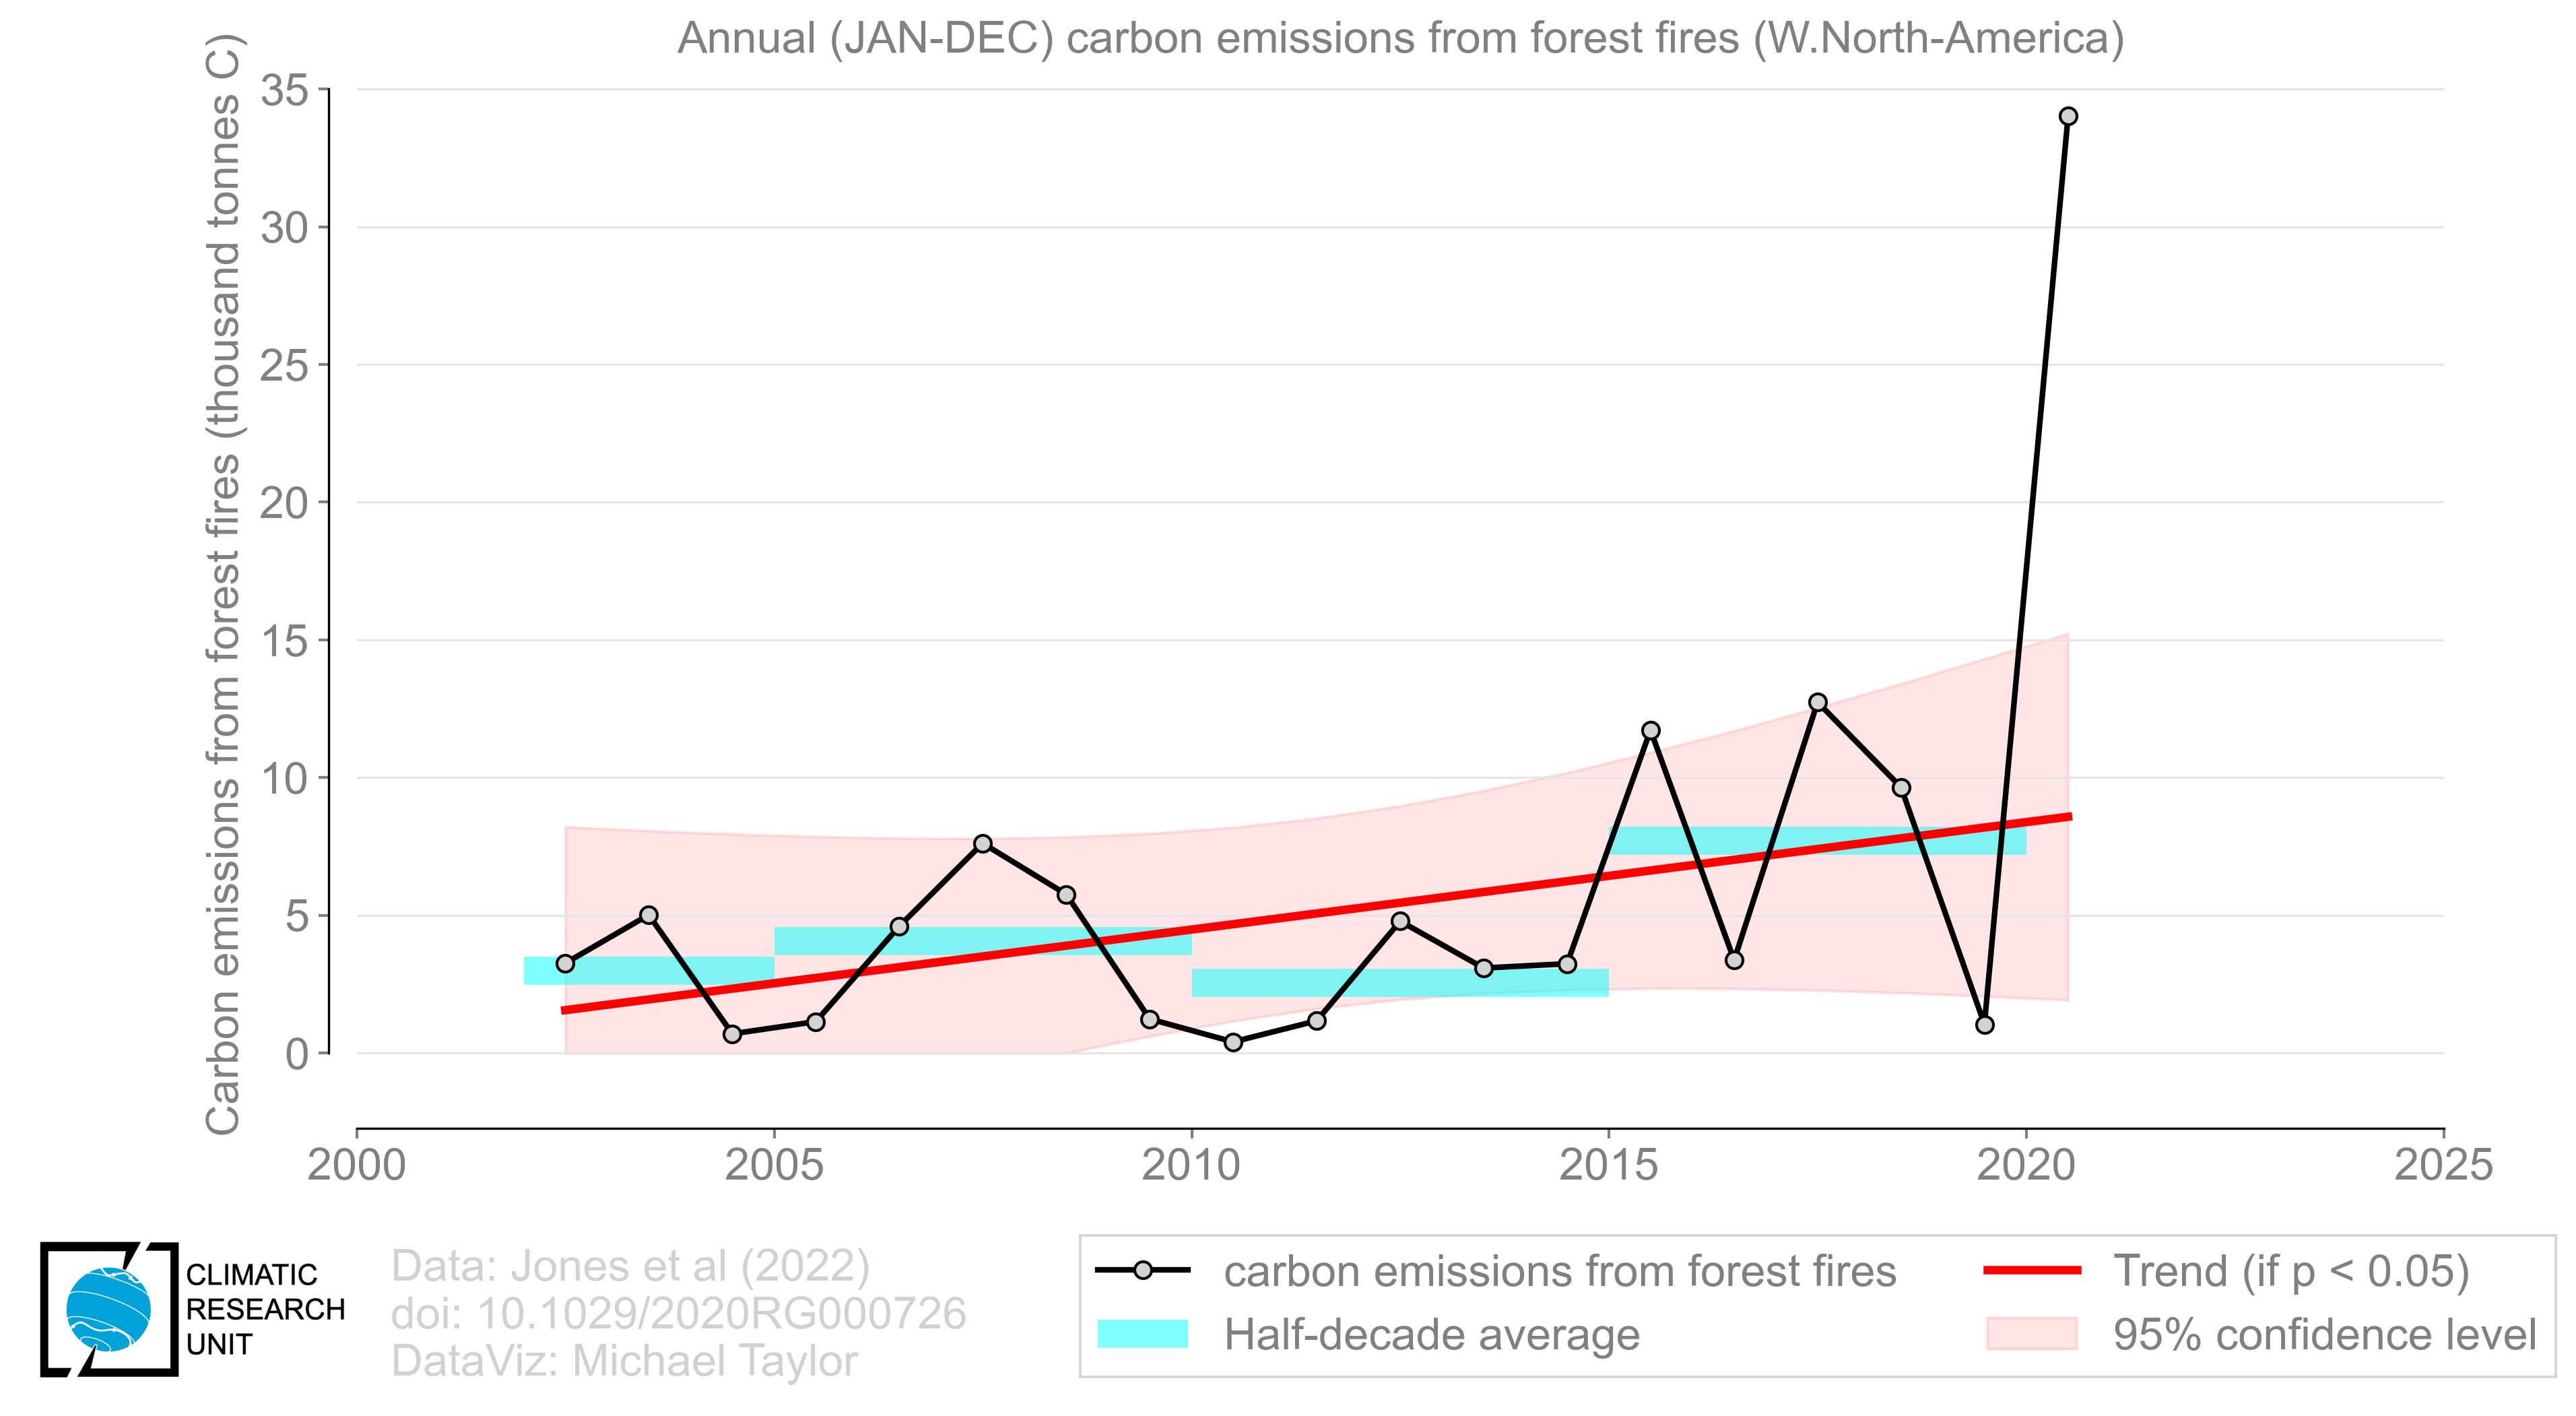 Annual (JAN-DEC) carbon emissions from forest fires (W.North-America)
Carbon emissions from forest fires (thousand tonnes C)
35
30
25
20
15
10
5
0
2000
2005
2010
2015
2020
2025
CLIMATIC
RESEARCH
UNIT
Data: Jones et al (2022)
doi: 10.1029/2020RG000726
DataViz: Michael Taylor
carbon emissions from forest fires
Half-decade average
Trend (if p < 0.05)
95% confidence level